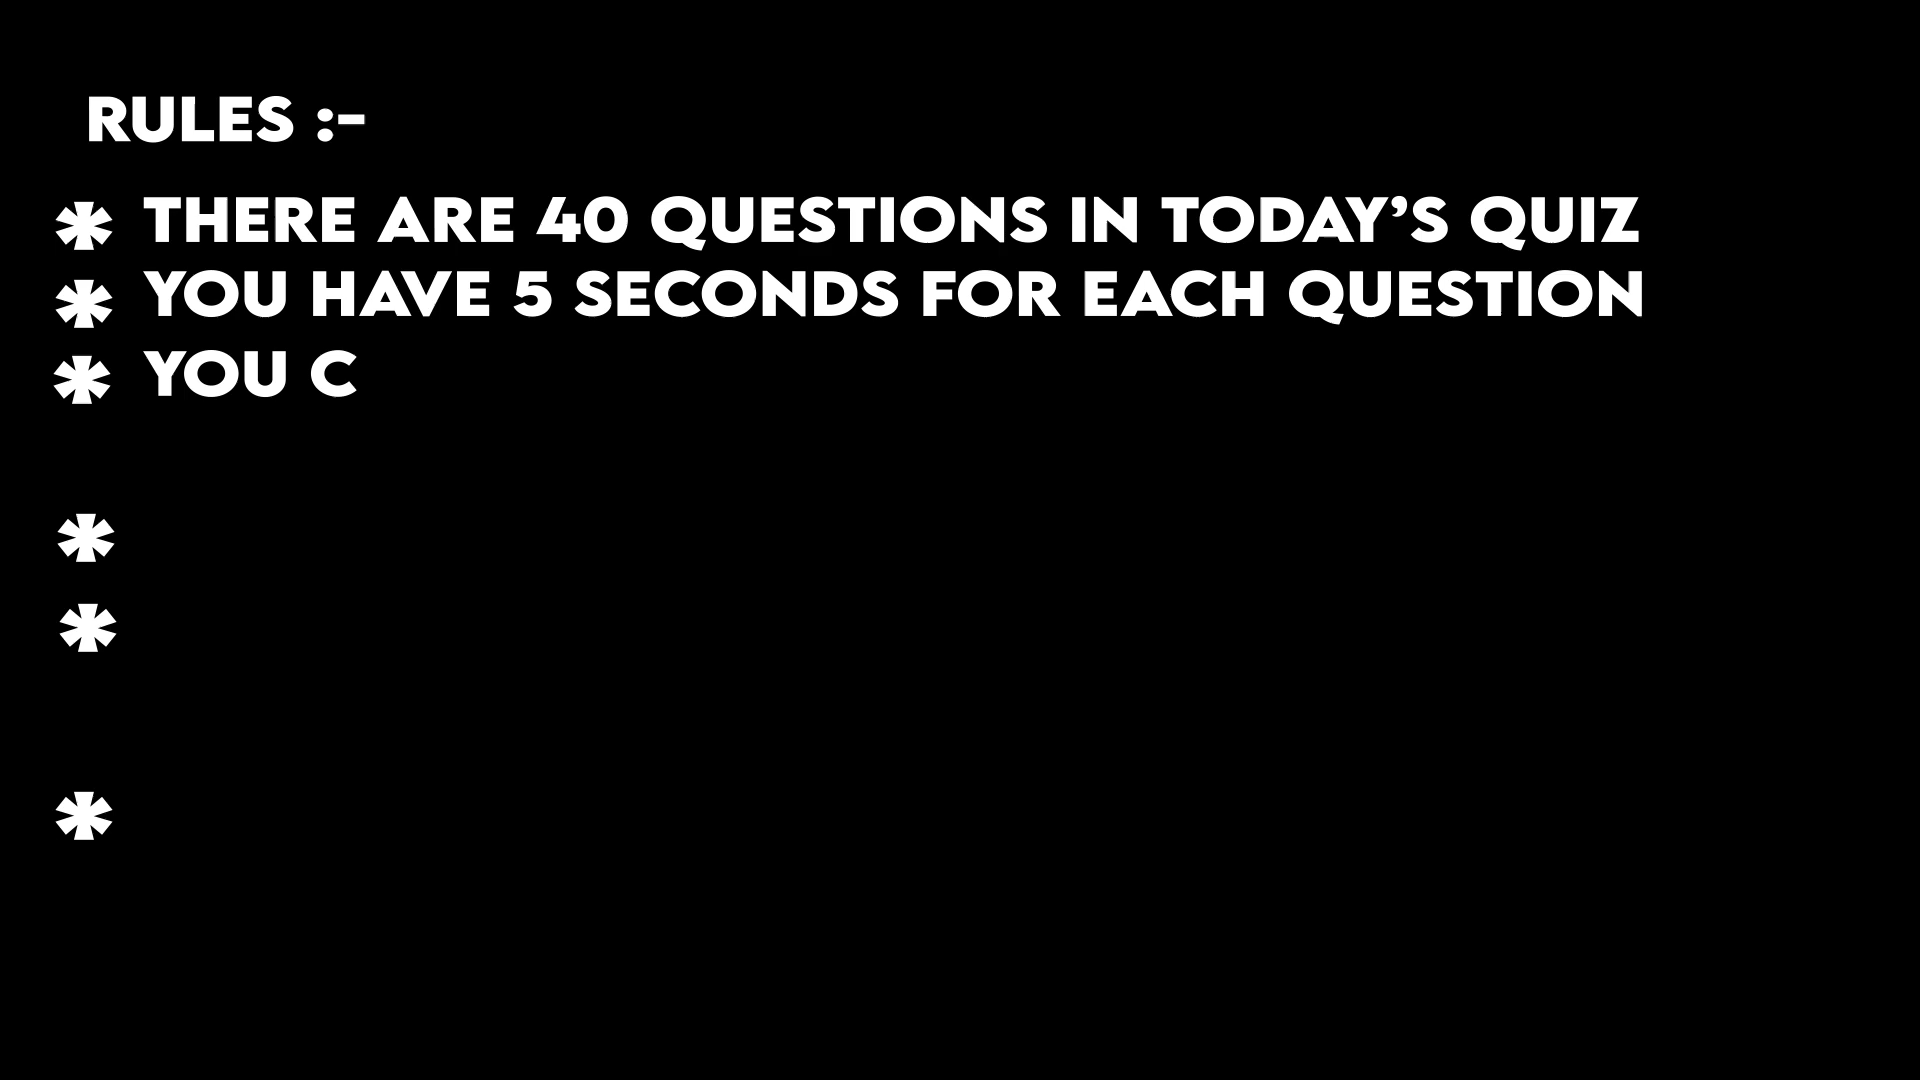 RULES :-
* THERE ARE 40 QUESTIONS IN TODAY’S QUIZ
* YOU HAVE 5 SECONDS FOR EACH QUESTION
* YOU C
*
*
*